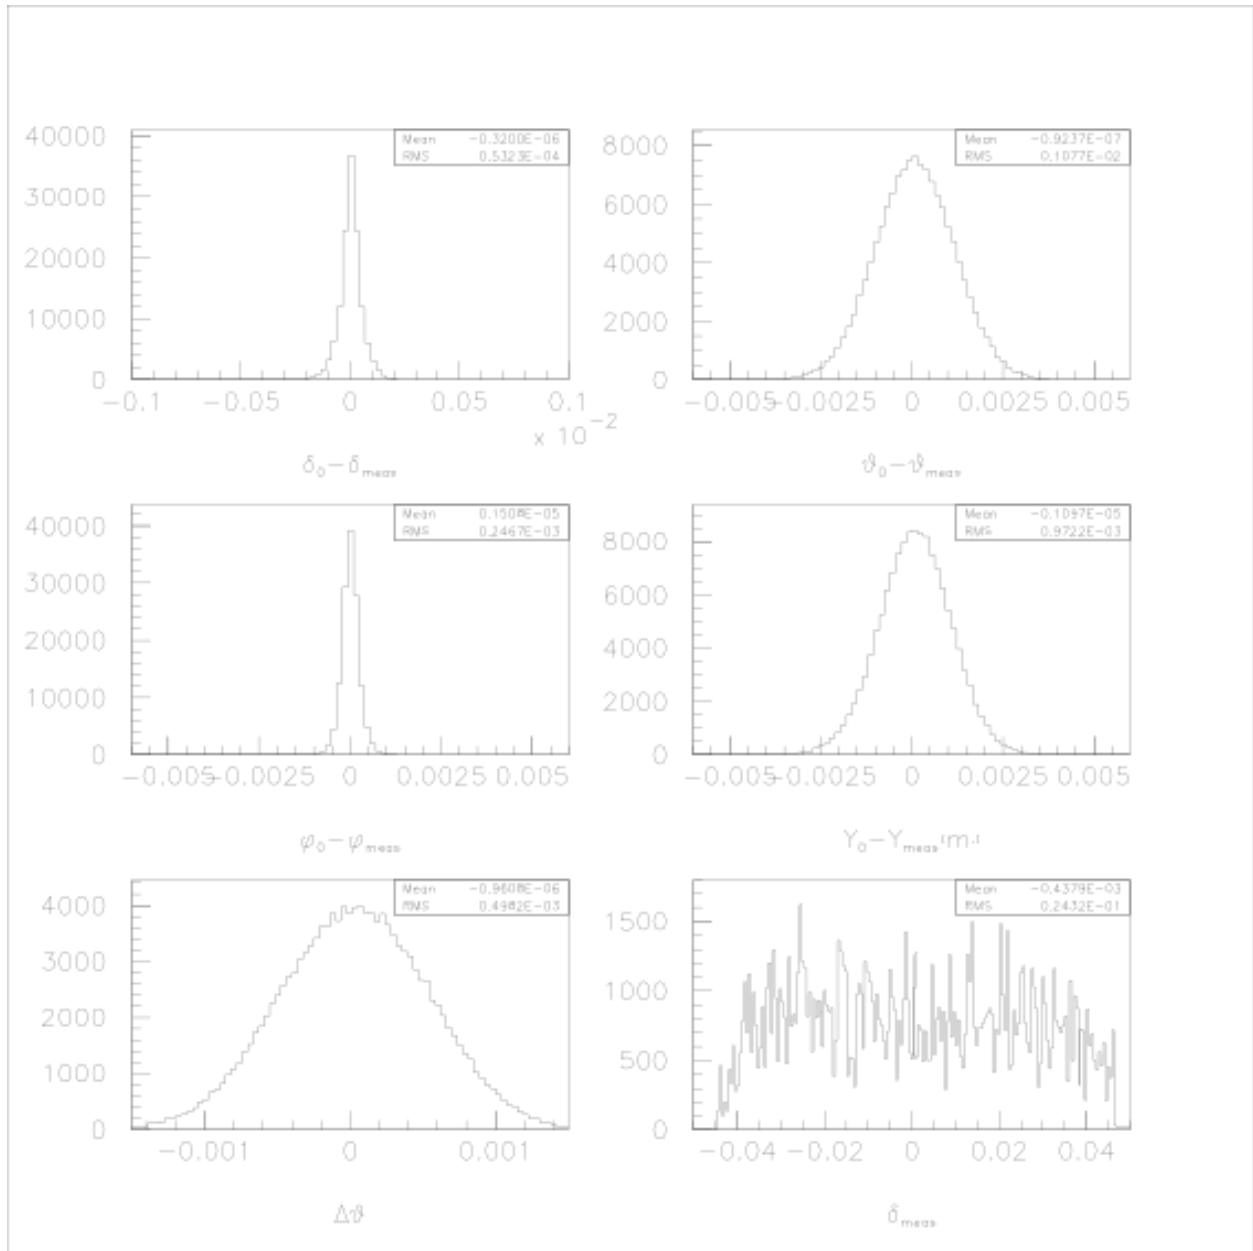 40000
30000
20000
10000
0
Mean -0.3200E-06
RMS 0.5323E-04
-0.1 -0.05 0 0.05 0.1
x 10⁻²
δ₀-δmeas
8000
6000
4000
2000
0
Mean -0.9237E-07
RMS 0.1077E-02
-0.005 -0.0025 0 0.0025 0.005
ϑ₀-ϑmeas
40000
30000
20000
10000
0
Mean 0.1508E-05
RMS 0.2467E-03
-0.005 -0.0025 0 0.0025 0.005
φ₀-φmeas
8000
6000
4000
2000
0
Mean -0.1097E-05
RMS 0.9722E-03
-0.005 -0.0025 0 0.0025 0.005
Y₀-Ymeas(m.)
4000
3000
2000
1000
0
Mean -0.9608E-06
RMS 0.4982E-03
-0.001 0 0.001
Δϑ
1500
1000
500
0
Mean -0.4379E-03
RMS 0.2432E-01
-0.04 -0.02 0 0.02 0.04
δmeas